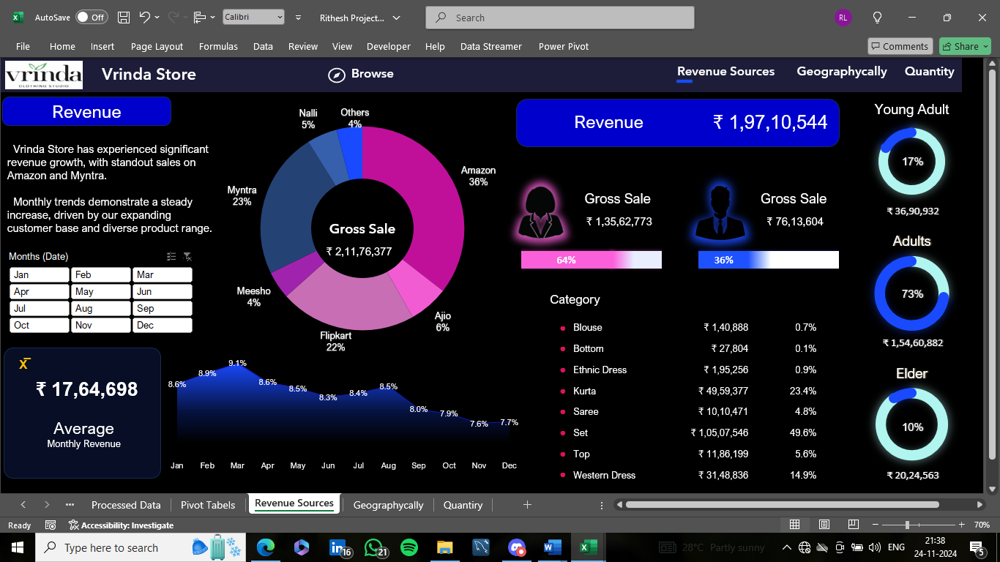 AutoSave
Off
Calibri
Rithesh Project...
Search
RL
File
Home
Insert
Page Layout
Formulas
Data
Review
View
Developer
Help
Data Streamer
Power Pivot
Comments
Share
vrinda
CLOTHING STUDIO
Vrinda Store
Browse
Revenue Sources
Geographycally
Quantity
Revenue
Vrinda Store has experienced significant
revenue growth, with standout sales on
Amazon and Myntra.
Monthly trends demonstrate a steady
increase, driven by our expanding
customer base and diverse product range.
Months (Date)
Jan Feb Mar
Apr May Jun
Jul Aug Sep
Oct Nov Dec
x̄
₹ 17,64,698
Average
Monthly Revenue
Nalli
5%
Others
4%
Amazon
36%
Myntra
23%
Gross Sale
₹ 2,11,76,377
Meesho
4%
Ajio
6%
Flipkart
22%
8.6% 8.9% 9.1% 8.6% 8.5% 8.3% 8.4% 8.5% 8.0% 7.9% 7.6% 7.7%
Jan Feb Mar Apr May Jun Jul Aug Sep Oct Nov Dec
Revenue ₹ 1,97,10,544
Gross Sale
₹ 1,35,62,773
64%
Gross Sale
₹ 76,13,604
36%
Category
Blouse ₹ 1,40,888 0.7%
Bottom ₹ 27,804 0.1%
Ethnic Dress ₹ 1,95,256 0.9%
Kurta ₹ 49,59,377 23.4%
Saree ₹ 10,10,471 4.8%
Set ₹ 1,05,07,546 49.6%
Top ₹ 11,86,199 5.6%
Western Dress ₹ 31,48,836 14.9%
Young Adult
17%
₹ 36,90,932
Adults
73%
₹ 1,54,60,882
Elder
10%
₹ 20,24,563
Processed Data
Pivot Tabels
Revenue Sources
Geographycally
Quantiry
Ready
Accessibility: Investigate
70%
Type here to search
16
21
28°C Partly sunny
ENG
21:38
24-11-2024
5